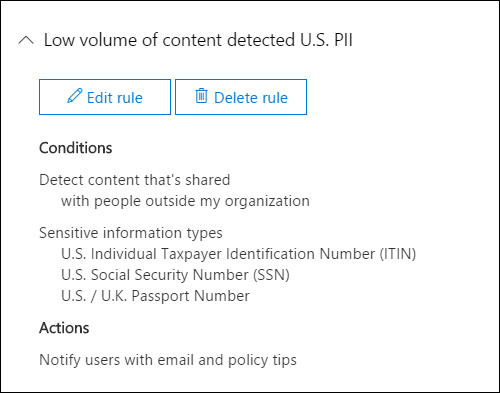 Low volume of content detected U.S. PII
Edit rule
Delete rule
Conditions
Detect content that's shared
with people outside my organization
Sensitive information types
U.S. Individual Taxpayer Identification Number (ITIN)
U.S. Social Security Number (SSN)
U.S. / U.K. Passport Number
Actions
Notify users with email and policy tips